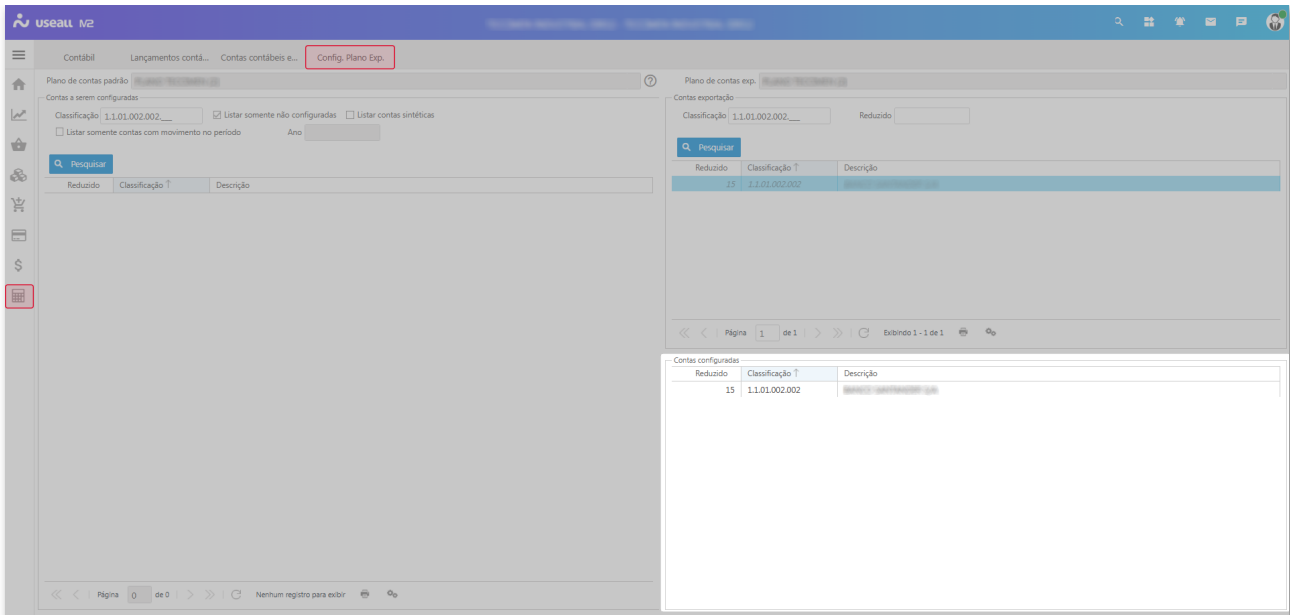 useall M2
Contábil
Lançamentos contá...
Contas contábeis e...
Config. Plano Exp.
Plano de contas padrão
Contas a serem configuradas
Classificação 1.1.01.002.002.___
Listar somente não configuradas
Listar contas sintéticas
Listar somente contas com movimento no período
Ano
Pesquisar
Reduzido Classificação ↑ Descrição
Página 0 de 0
Nenhum registro para exibir
Plano de contas exp.
Contas exportação
Classificação 1.1.01.002.002.___
Reduzido
Pesquisar
Reduzido Classificação ↑ Descrição
15 1.1.01.002.002
Página 1 de 1
Exibindo 1 - 1 de 1
Contas configuradas
Reduzido Classificação ↑ Descrição
15 1.1.01.002.002